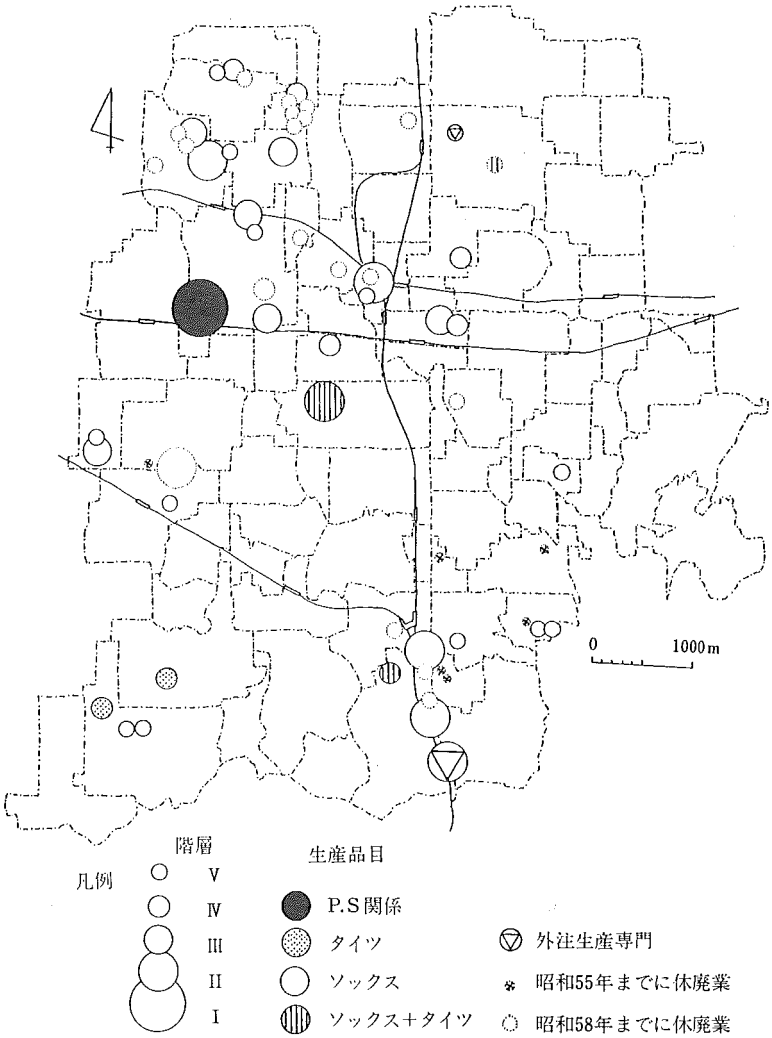 0 1000m
階層
凡例
V
IV
III
II
I
生産品目
P.S関係
タイツ
ソックス
ソックス+タイツ
外注生産専門
昭和55年までに休廃業
昭和58年までに休廃業